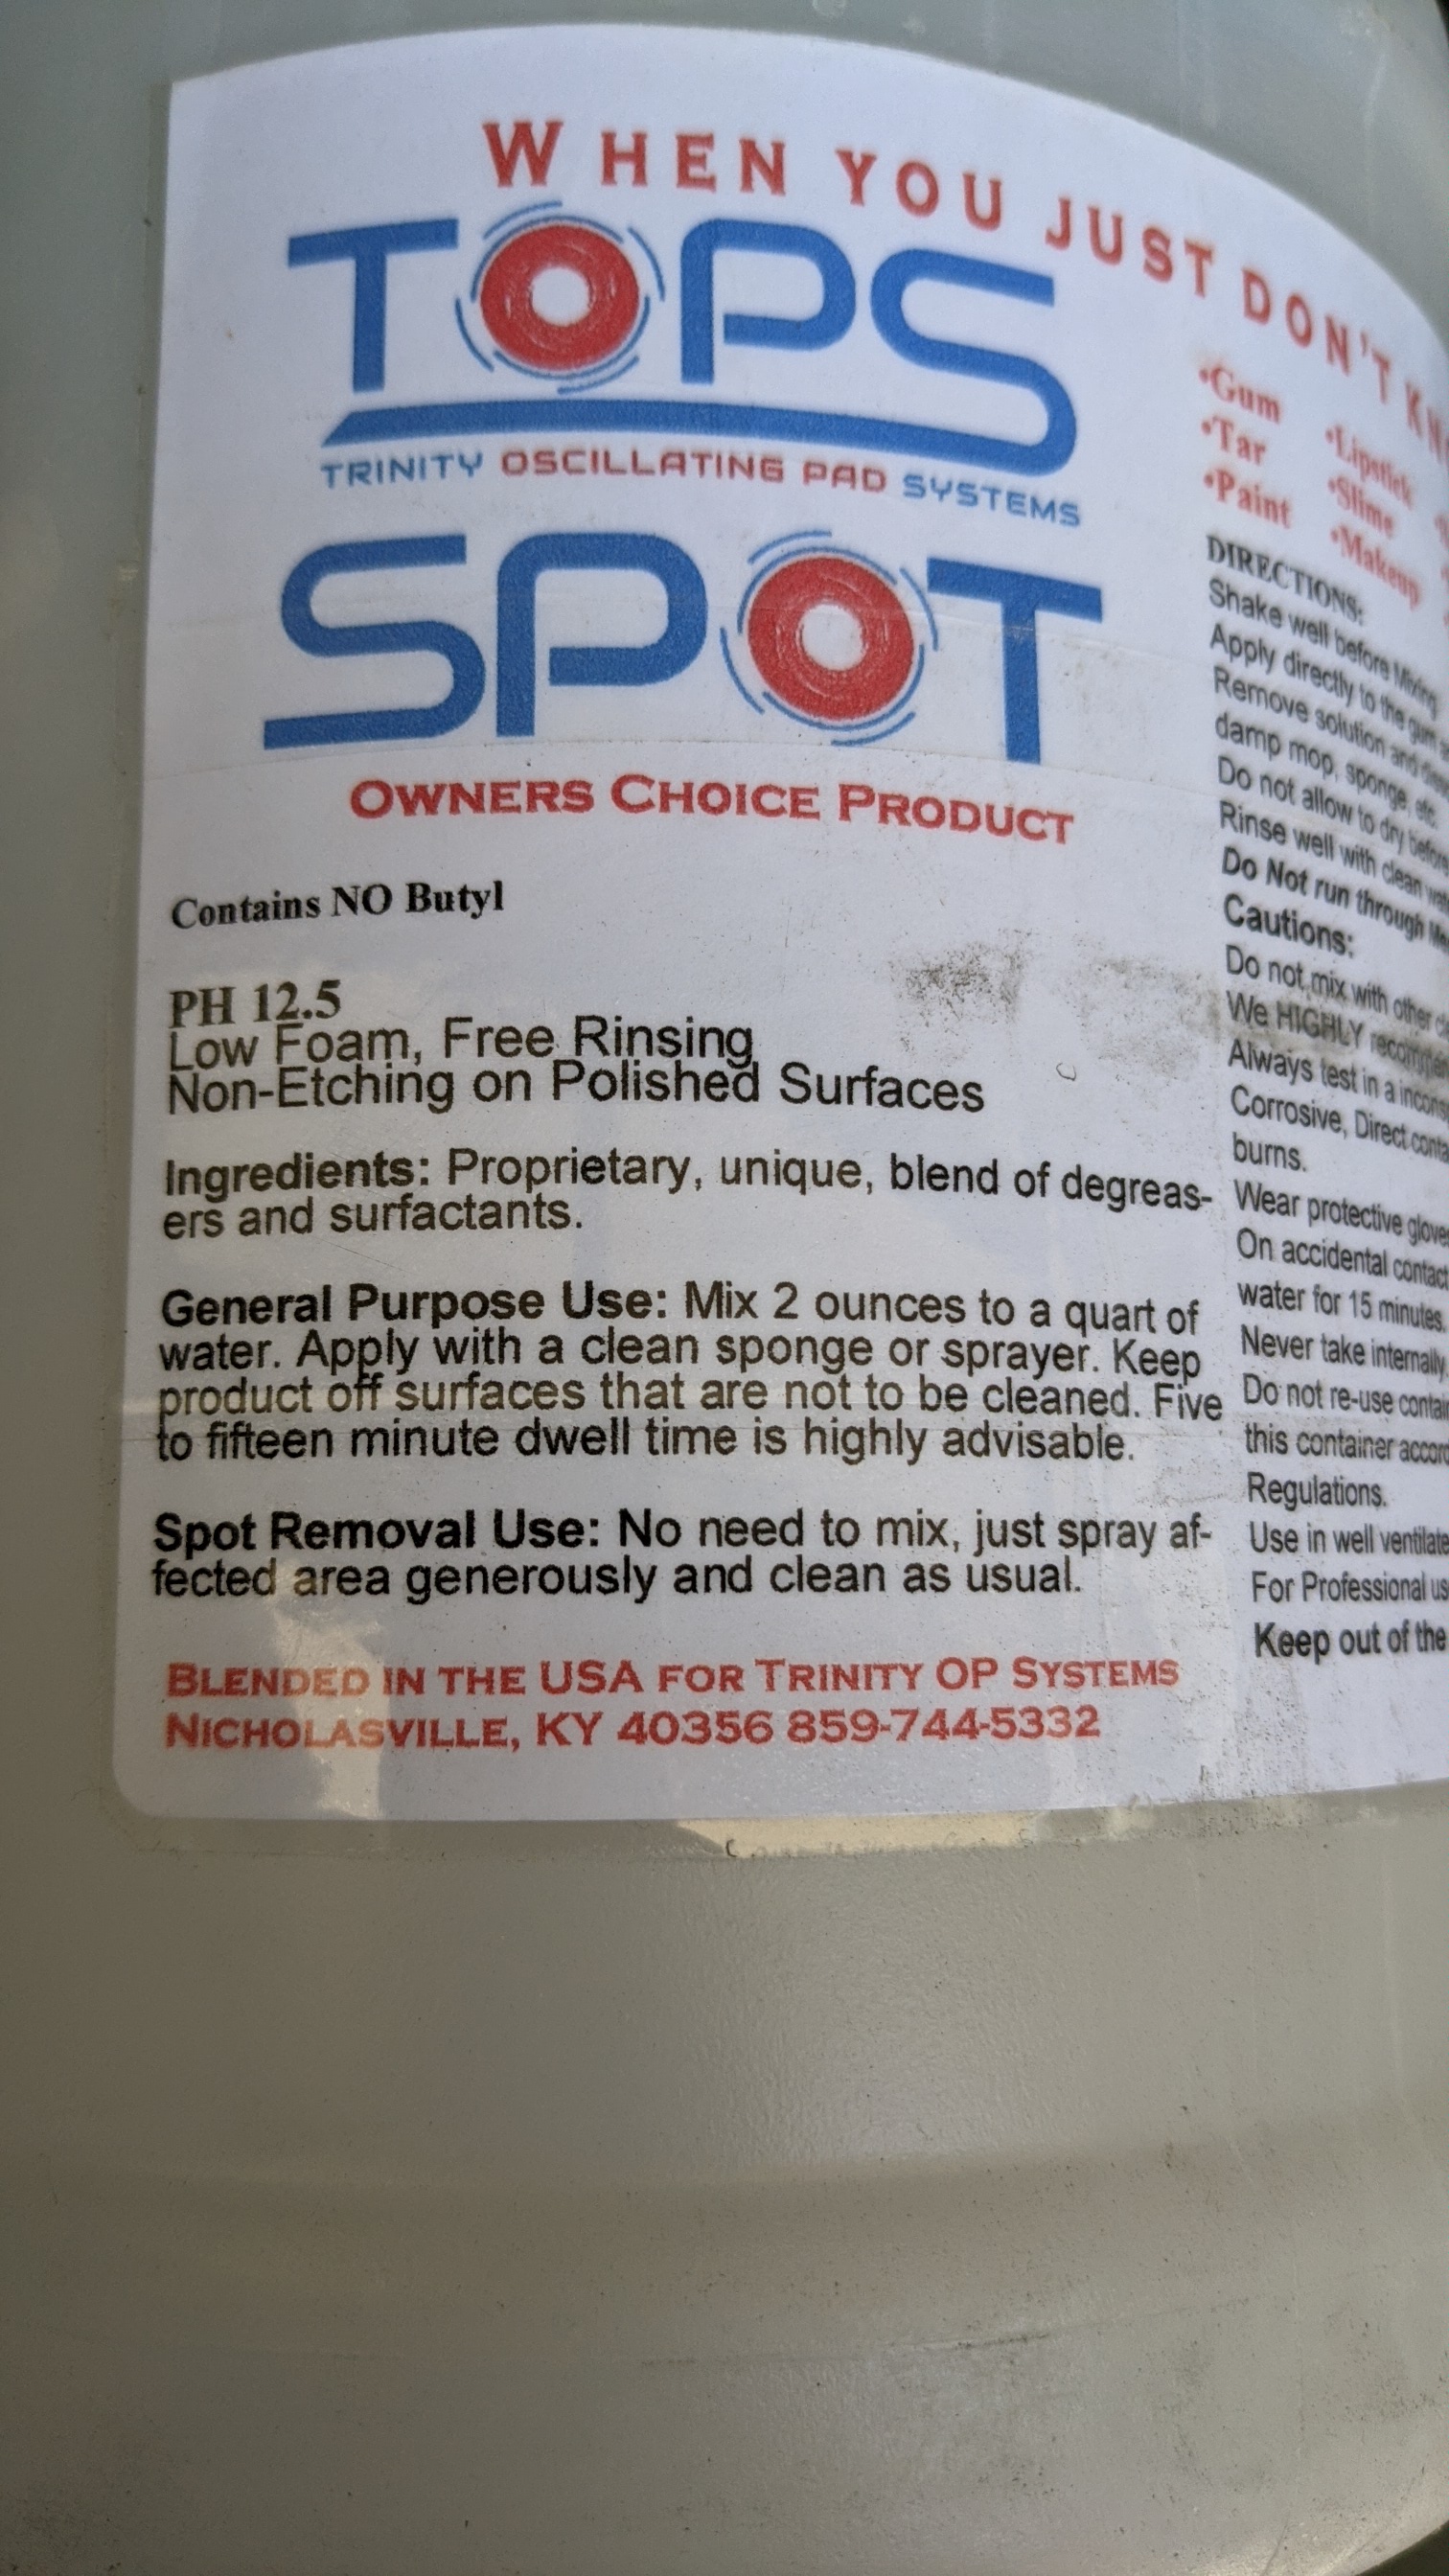 WHEN YOU JUST DON'T
TOPS
TRINITY OSCILLATING PAD SYSTEMS
SPOT
OWNERS CHOICE PRODUCT
Contains NO Butyl
PH 12.5
Low Foam, Free Rinsing
Non-Etching on Polished Surfaces
Ingredients: Proprietary, unique, blend of degreas-
ers and surfactants.
General Purpose Use: Mix 2 ounces to a quart of
water. Apply with a clean sponge or sprayer. Keep
product off surfaces that are not to be cleaned. Five
to fifteen minute dwell time is highly advisable.
Spot Removal Use: No need to mix, just spray af-
fected area generously and clean as usual.
BLENDED IN THE USA FOR TRINITY OP SYSTEMS
NICHOLASVILLE, KY 40356 859-744-5332
•Gum •Lipstick
•Tar •Slime
•Paint •Makeup
DIRECTIONS:
Shake well before Mixing
Apply directly to the gum
Remove solution and
damp mop, sponge, etc.
Do not allow to dry before
Rinse well with clean
Do Not run through
Cautions:
Do not mix with other
We HIGHLY
Always test in a
Corrosive, Direct
burns.
Wear protective
On accidental contact
water for 15 minutes.
Never take internally
Do not re-use
this container
Regulations.
Use in well
For Professional
Keep out of the